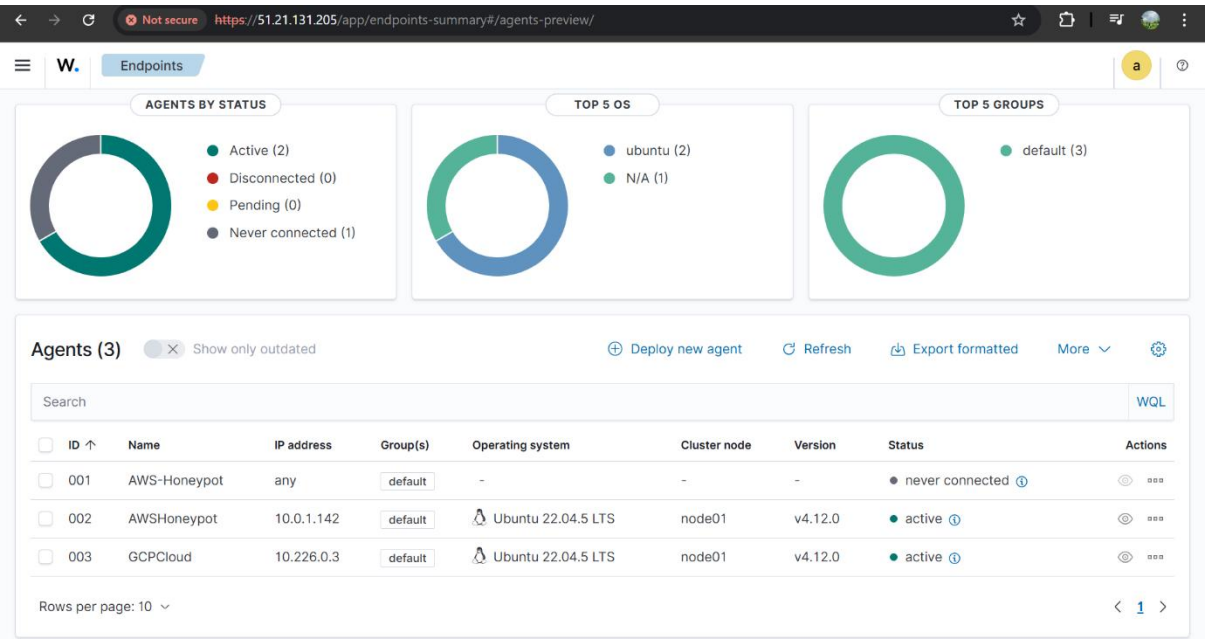 Not secure https://51.21.131.205/app/endpoints-summary#/agents-preview/
W. Endpoints a
AGENTS BY STATUS
Active (2)
Disconnected (0)
Pending (0)
Never connected (1)
TOP 5 OS
ubuntu (2)
N/A (1)
TOP 5 GROUPS
default (3)
Agents (3) Show only outdated Deploy new agent Refresh Export formatted More
Search WQL
ID Name IP address Group(s) Operating system Cluster node Version Status Actions
001 AWS-Honeypot any default - - - never connected
002 AWSHoneypot 10.0.1.142 default Ubuntu 22.04.5 LTS node01 v4.12.0 active
003 GCPCloud 10.226.0.3 default Ubuntu 22.04.5 LTS node01 v4.12.0 active
Rows per page: 10 1